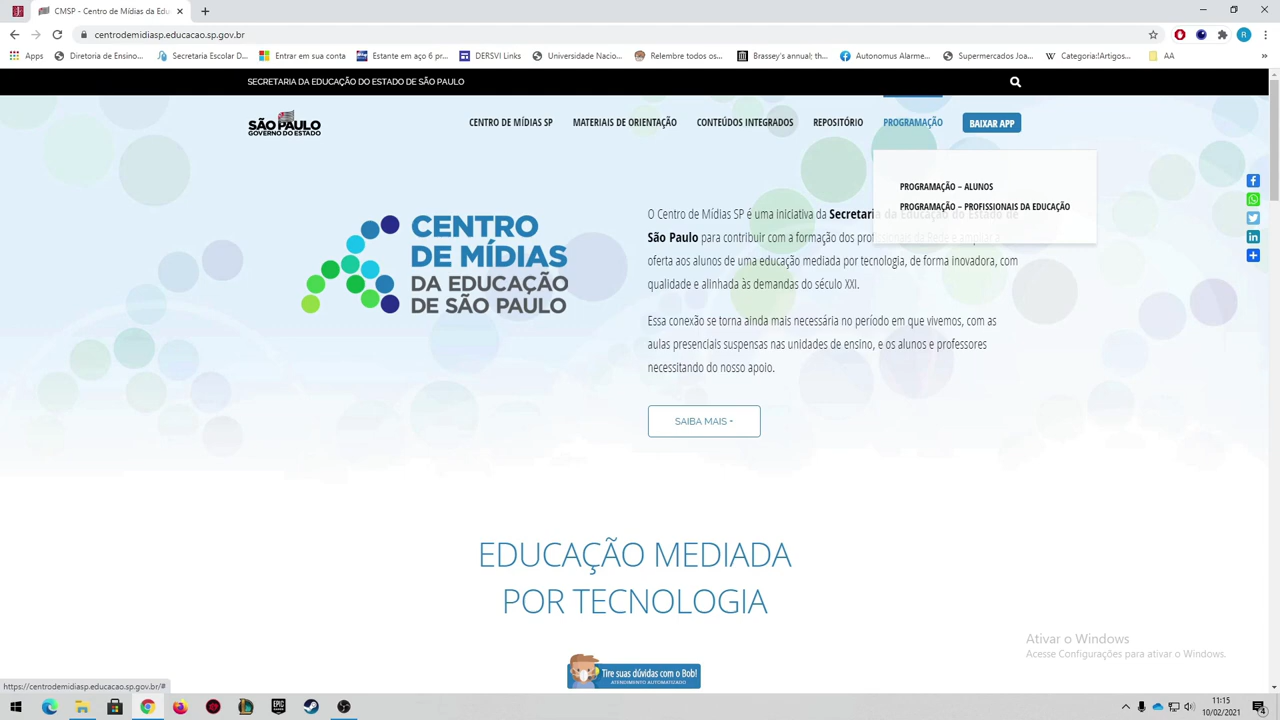 CMSP - Centro de Mídias da Edu
centrodemidiasp.educacao.sp.gov.br
Apps
Diretoria de Ensino...
Secretaria Escolar D...
Entrar em sua conta
Estante em aço 6 pr...
DERSVI Links
Universidade Nacio...
Relembre todos os...
Brassey's annual; th...
Autonomus Alarme...
Supermercados Joa...
Categoria:!Artigos...
AA
SECRETARIA DA EDUCAÇÃO DO ESTADO DE SÃO PAULO
SÃO PAULO
GOVERNO DO ESTADO
CENTRO DE MÍDIAS SP
MATERIAIS DE ORIENTAÇÃO
CONTEÚDOS INTEGRADOS
REPOSITÓRIO
PROGRAMAÇÃO
BAIXAR APP
PROGRAMAÇÃO – ALUNOS
PROGRAMAÇÃO – PROFISSIONAIS DA EDUCAÇÃO
CENTRO
DE MÍDIAS
DA EDUCAÇÃO
DE SÃO PAULO
O Centro de Mídias SP é uma iniciativa da Secretaria da Educação do Estado de
São Paulo para contribuir com a formação dos profissionais da Rede e ampliar a
oferta aos alunos de uma educação mediada por tecnologia, de forma inovadora, com
qualidade e alinhada às demandas do século XXI.
Essa conexão se torna ainda mais necessária no período em que vivemos, com as
aulas presenciais suspensas nas unidades de ensino, e os alunos e professores
necessitando do nosso apoio.
SAIBA MAIS
EDUCAÇÃO MEDIADA
POR TECNOLOGIA
Tire suas dúvidas com o Bob!
ATENDIMENTO AUTOMATIZADO
Ativar o Windows
Acesse Configurações para ativar o Windows.
https://centrodemidiasp.educacao.sp.gov.br/#
11:15
10/02/2021
4